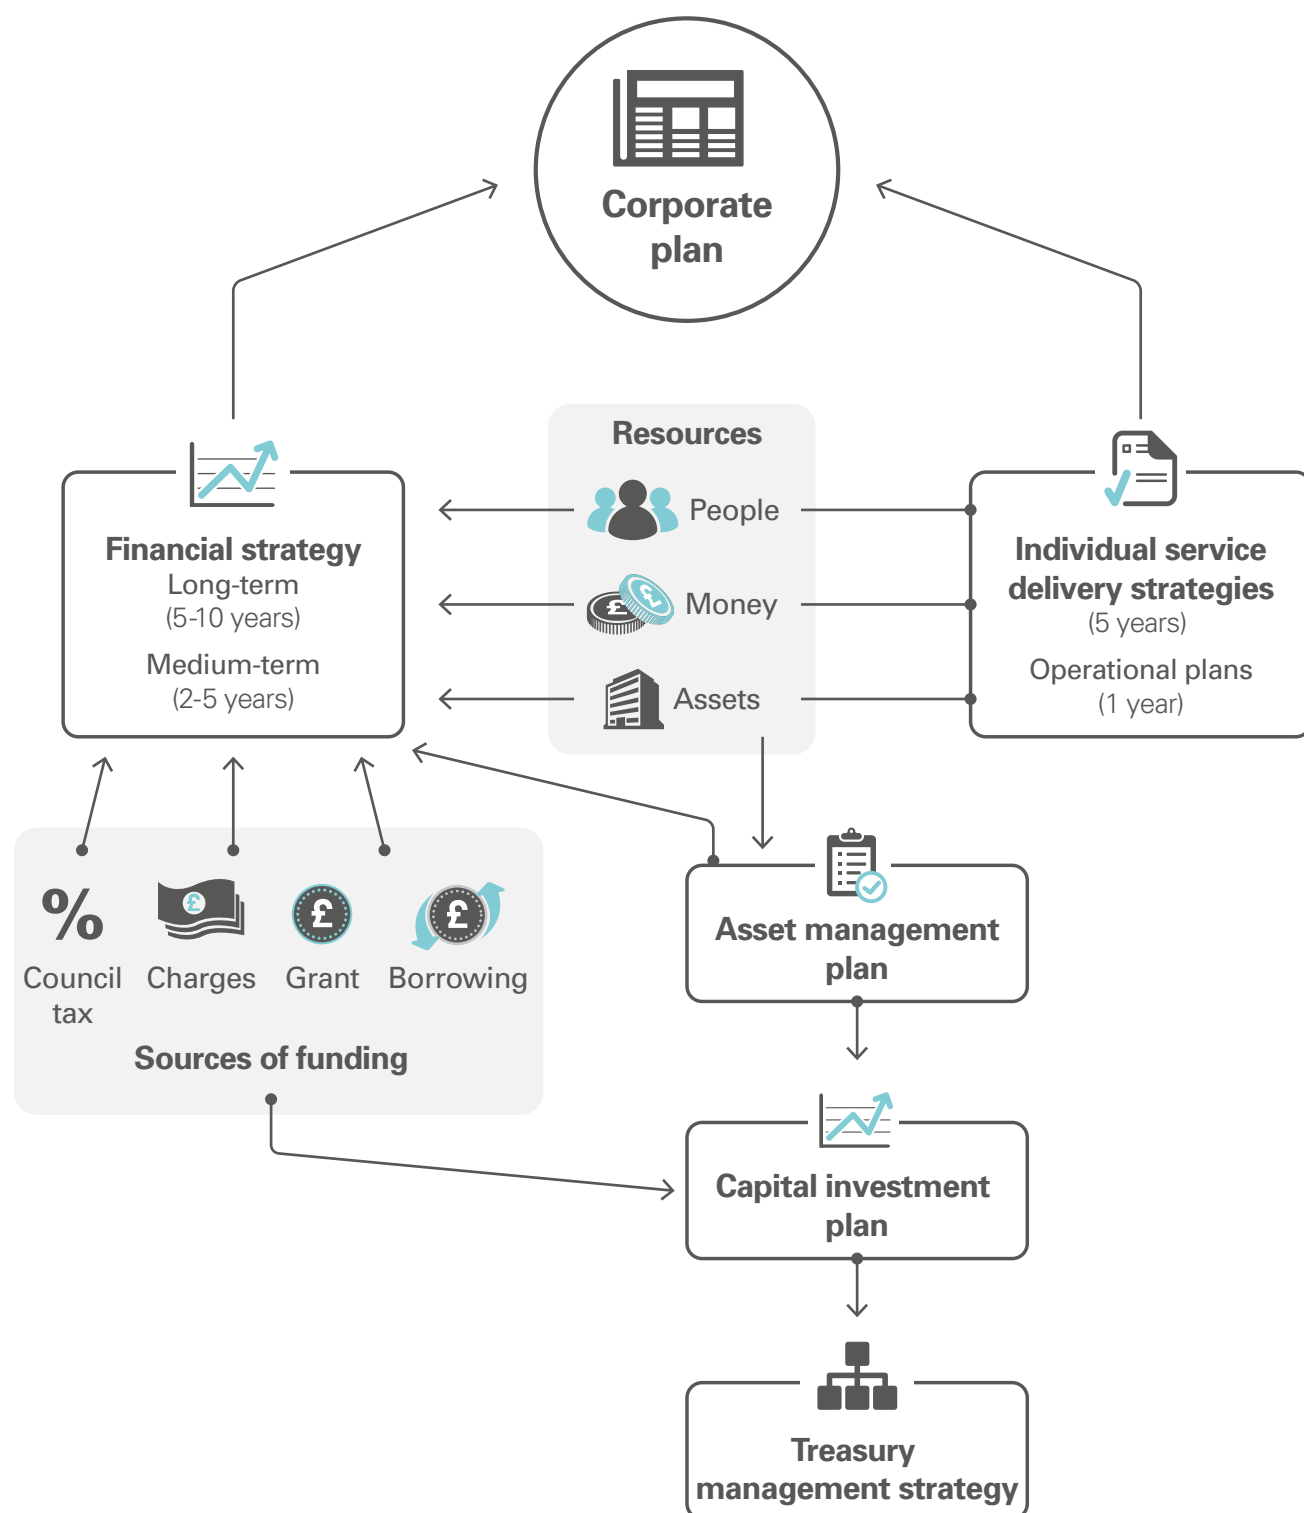 Corporate
plan
Resources
People
Money
Assets
Financial strategy
Long-term
(5-10 years)
Medium-term
(2-5 years)
Individual service
delivery strategies
(5 years)
Operational plans
(1 year)
%
£
£
£
Council
tax
Charges
Grant
Borrowing
Sources of funding
Asset management
plan
Capital investment
plan
Treasury
management strategy